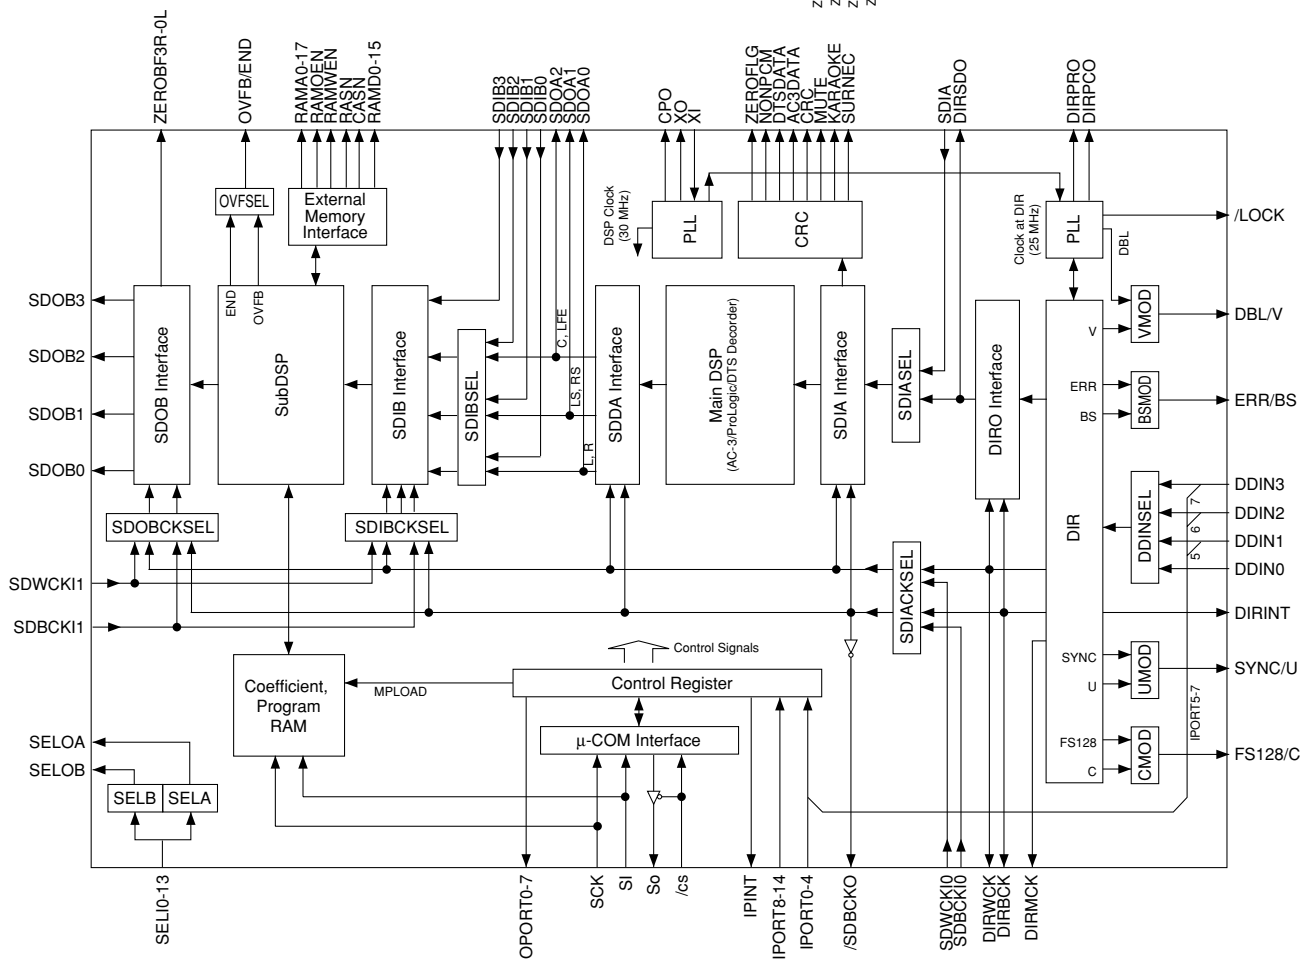 Z
Z
Z
Z
ZEROBF3R-0L
OVFB/END
RAMA0-17
RAMOEN
RAMWEN
RASN
CASN
RAMD0-15
SDIB3
SDIB2
SDIB1
SDIB0
SDOA2
SDOA1
SDOA0
CPO
XO
XI
ZEROFLG
NONPCM
DTSDATA
AC3DATA
CRC
MUTE
KARAOKE
SURNEC
SDIA
DIRSDO
DIRPRO
DIRPCO
OVFSEL
External
Memory
Interface
DSP Clock
(30 MHz)
PLL
CRC
Clock at DIR
(25 MHz)
PLL
DBL
/LOCK
SDOB3
SDOB2
SDOB1
SDOB0
SDOB Interface
END
OVFB
SubDSP
SDIB Interface
SDIBSEL
C, LFE
LS, RS
L, R
SDDA Interface
Main DSP
(AC-3/ProLogic/DTS Decorder)
SDIA Interface
SDIASEL
DIRO Interface
V
VMOD
DBL/V
ERR
BS
BSMOD
ERR/BS
DIR
DDINSEL
7
6
5
DDIN3
DDIN2
DDIN1
DDIN0
SDOBCKSEL
SDIBCKSEL
SDIACKSEL
SDWCKI1
SDBCKI1
DIRINT
Control Signals
Coefficient,
Program
RAM
MPLOAD
Control Register
µ-COM Interface
SYNC
U
UMOD
SYNC/U
IPORT5-7
FS128
C
CMOD
FS128/C
SELOA
SELOB
SELB
SELA
SELI0-13
OPORT0-7
SCK
SI
So
/cs
IPINT
IPORT8-14
IPORT0-4
/SDBCKO
SDWCKI0
SDBCKI0
DIRWCK
DIRBCK
DIRMCK